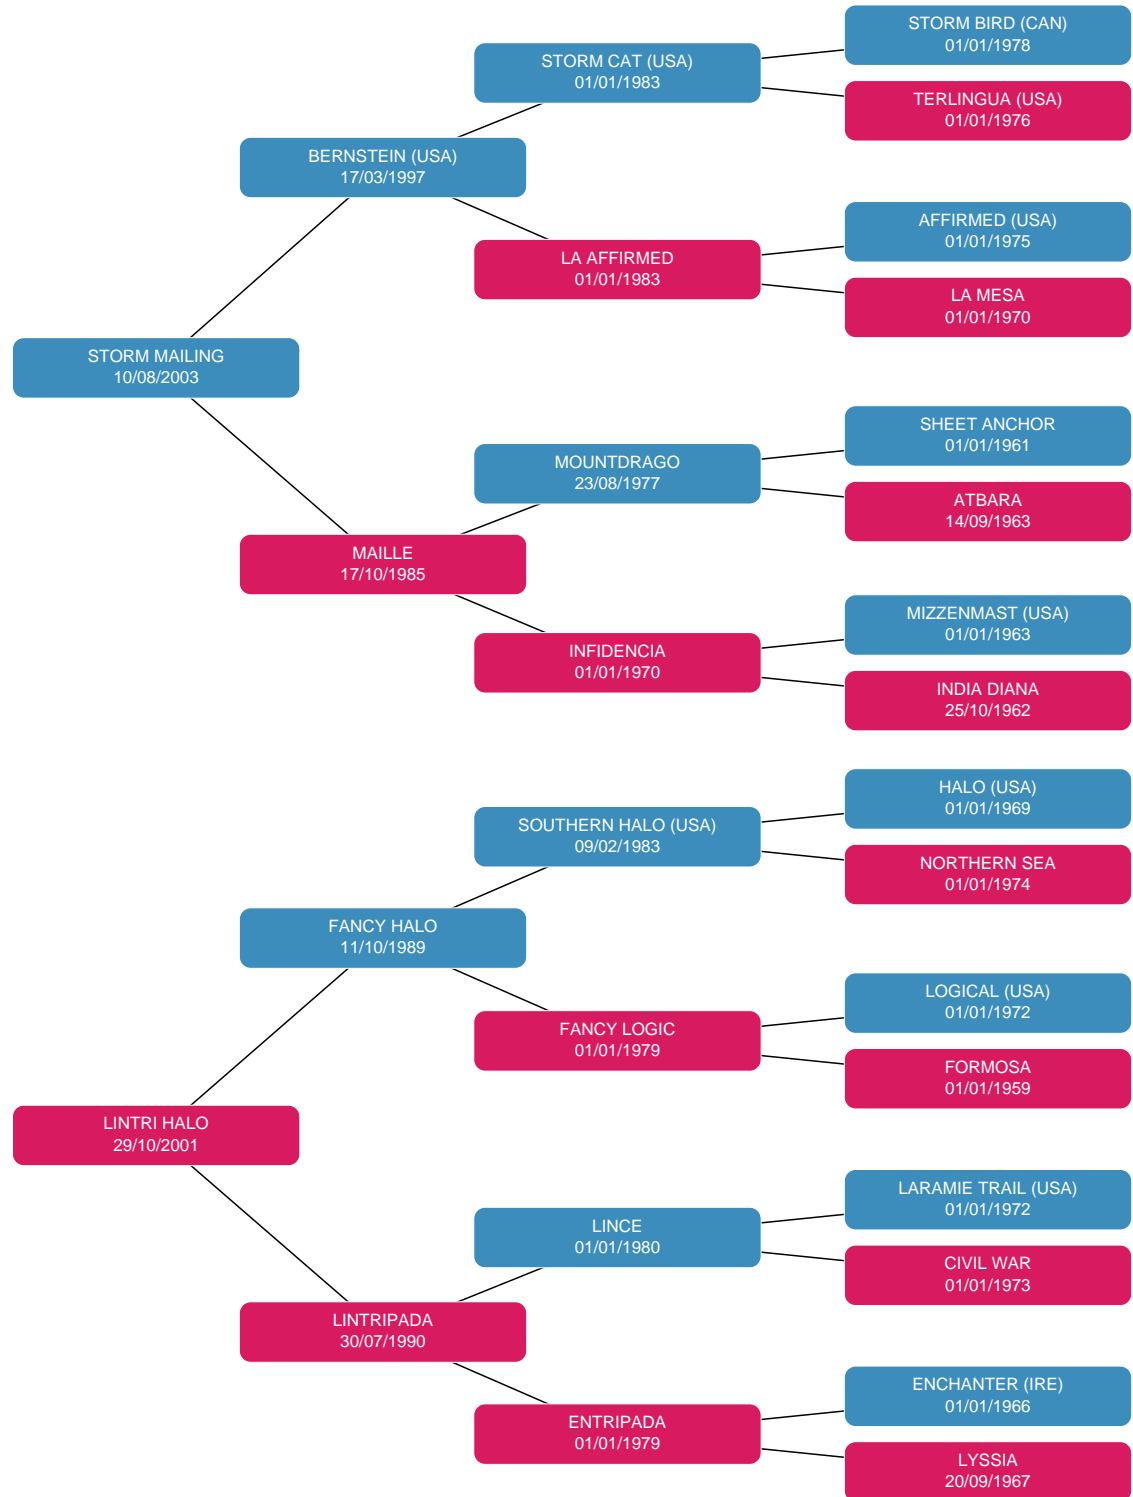 STORM BIRD (CAN)
01/01/1978
STORM CAT (USA)
01/01/1983
TERLINGUA (USA)
01/01/1976
BERNSTEIN (USA)
17/03/1997
AFFIRMED (USA)
01/01/1975
LA AFFIRMED
01/01/1983
LA MESA
01/01/1970
STORM MAILING
10/08/2003
SHEET ANCHOR
01/01/1961
MOUNTDRAGO
23/08/1977
ATBARA
14/09/1963
MAILLE
17/10/1985
MIZZENMAST (USA)
01/01/1963
INFIDENCIA
01/01/1970
INDIA DIANA
25/10/1962
HALO (USA)
01/01/1969
SOUTHERN HALO (USA)
09/02/1983
NORTHERN SEA
01/01/1974
FANCY HALO
11/10/1989
LOGICAL (USA)
01/01/1972
FANCY LOGIC
01/01/1979
FORMOSA
01/01/1959
LINTRI HALO
29/10/2001
LARAMIE TRAIL (USA)
01/01/1972
LINCE
01/01/1980
CIVIL WAR
01/01/1973
LINTRIPADA
30/07/1990
ENCHANTER (IRE)
01/01/1966
ENTRIPADA
01/01/1979
LYSSIA
20/09/1967